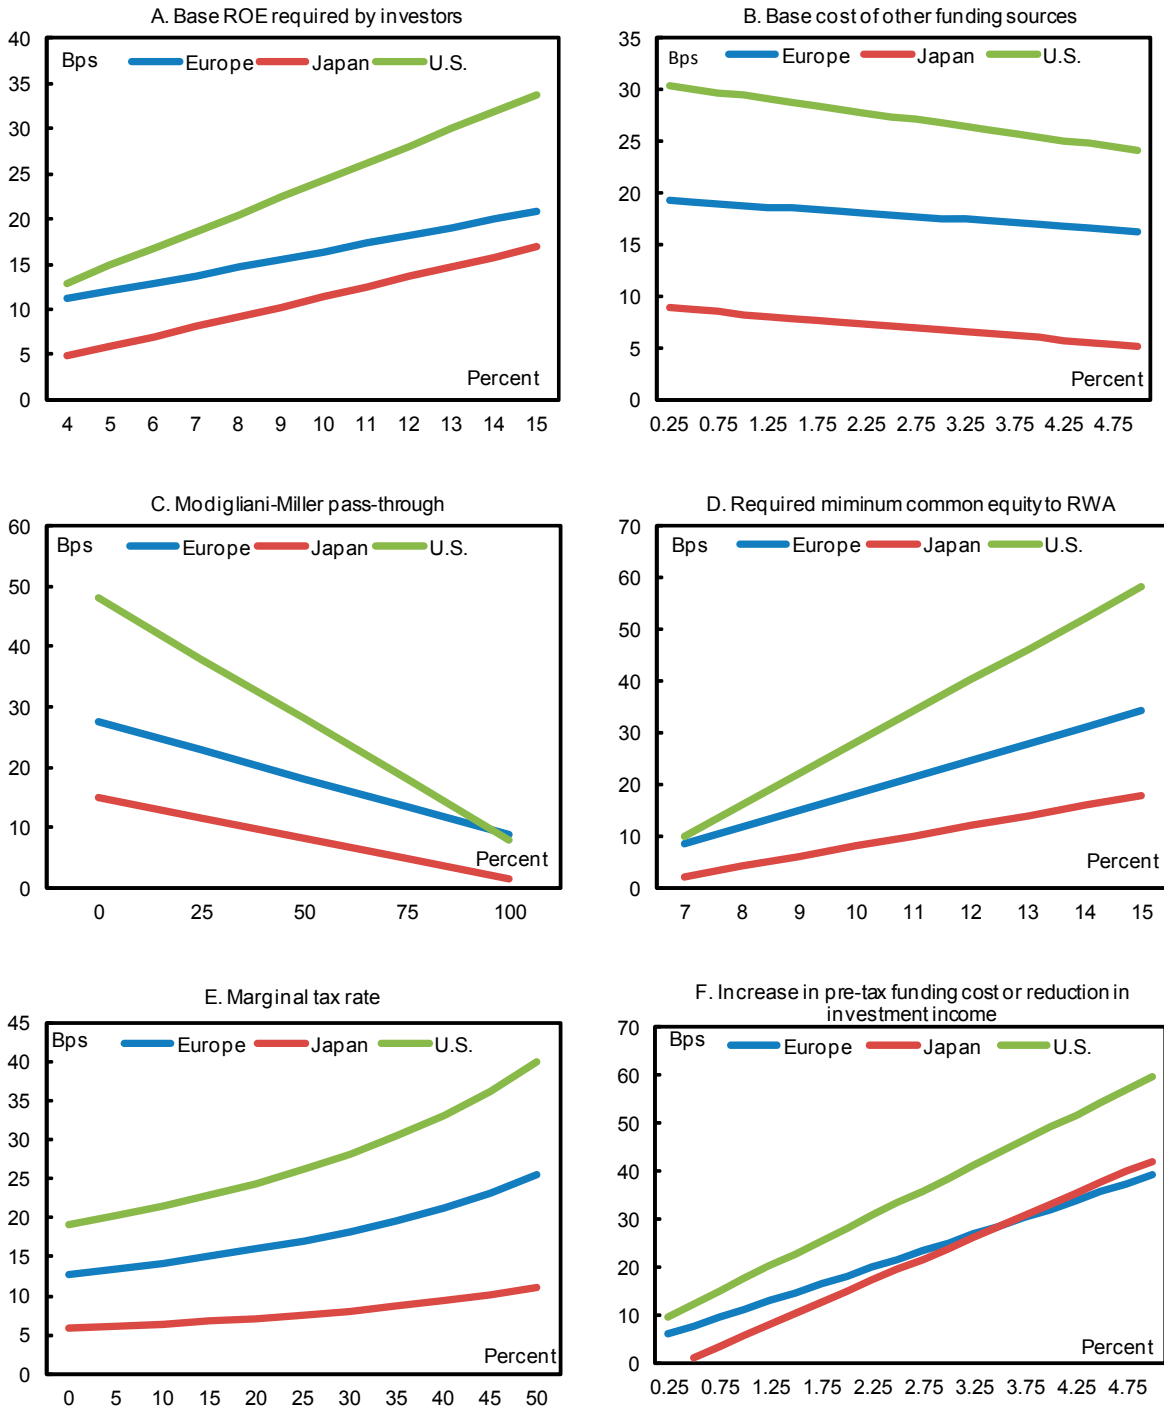 A. Base ROE required by investors
Bps Europe Japan U.S.
40
35
30
25
20
15
10
5
0
Percent
4 5 6 7 8 9 10 11 12 13 14 15
B. Base cost of other funding sources
Bps Europe Japan U.S.
35
30
25
20
15
10
5
0
Percent
0.25 0.75 1.25 1.75 2.25 2.75 3.25 3.75 4.25 4.75
C. Modigliani-Miller pass-through
Bps Europe Japan U.S.
60
50
40
30
20
10
0
Percent
0 25 50 75 100
D. Required miminum common equity to RWA
Bps Europe Japan U.S.
70
60
50
40
30
20
10
0
Percent
7 8 9 10 11 12 13 14 15
E. Marginal tax rate
Bps Europe Japan U.S.
45
40
35
30
25
20
15
10
5
0
Percent
0 5 10 15 20 25 30 35 40 45 50
F. Increase in pre-tax funding cost or reduction in
investment income
Bps Europe Japan U.S.
70
60
50
40
30
20
10
0
Percent
0.25 0.75 1.25 1.75 2.25 2.75 3.25 3.75 4.25 4.75